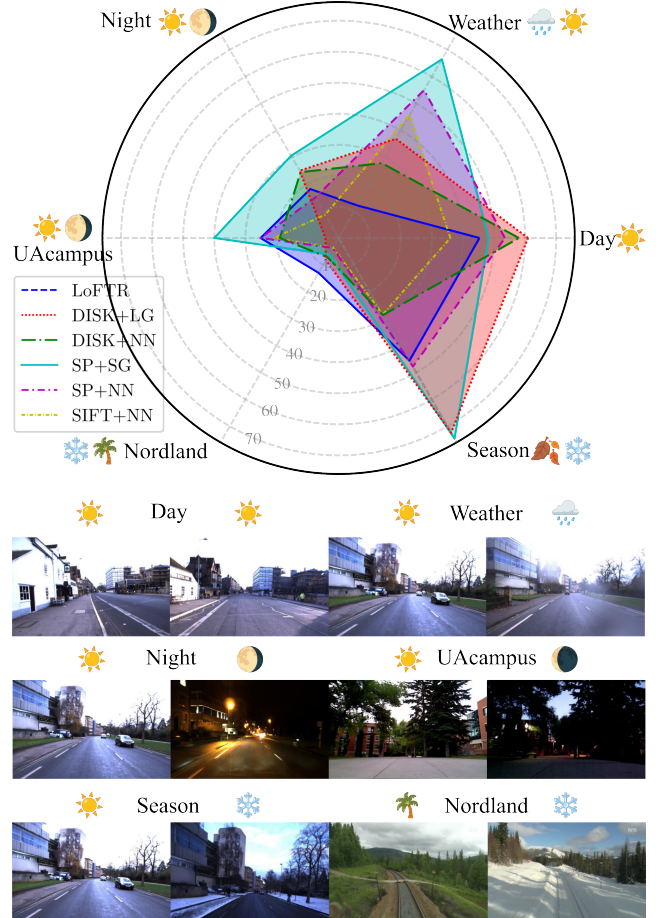 Night
Weather
UAcampus
Day
LoFTR
DISK+LG
DISK+NN
SP+SG
SP+NN
SIFT+NN
20
30
40
50
60
70
Nordland
Season
Day
Weather
Night
UAcampus
Season
Nordland